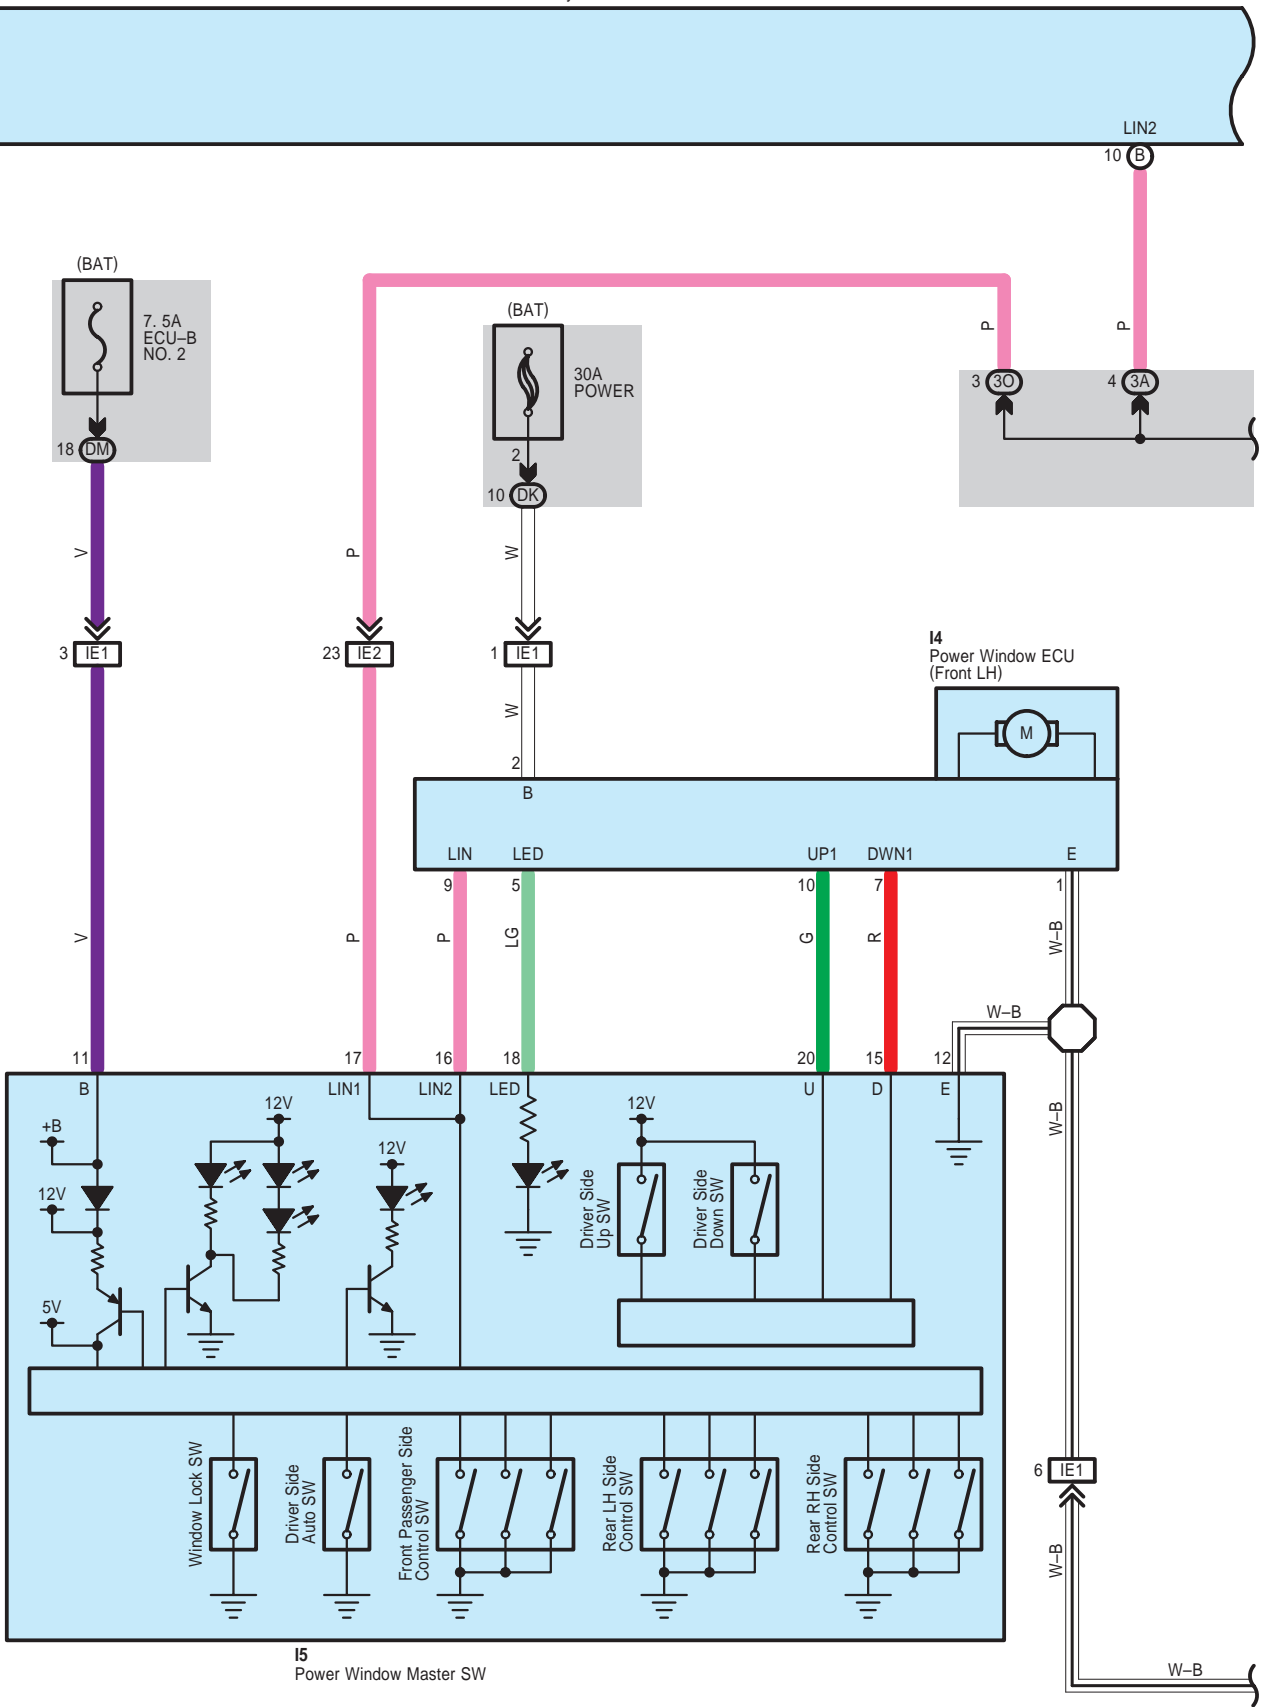 LIN2
10 B
(BAT)
7. 5A
ECU–B
NO. 2
18 DM
(BAT)
30A
POWER
2
10 DK
P
P
3 3O
4 3A
V
P
W
3 IE1
23 IE2
1 IE1
I4
Power Window ECU
(Front LH)
M
W
2
B
LIN
LED
UP1
DWN1
E
9
5
10
7
1
V
P
P
LG
G
R
W–B
W–B
11
17
16
18
20
15
12
B
LIN1
LIN2
LED
U
D
E
+B
12V
5V
12V
12V
12V
Driver Side
Up SW
Driver Side
Down SW
W–B
Window Lock SW
Driver Side
Auto SW
Front Passenger Side
Control SW
Rear LH Side
Control SW
Rear RH Side
Control SW
6 IE1
W–B
W–B
I5
Power Window Master SW